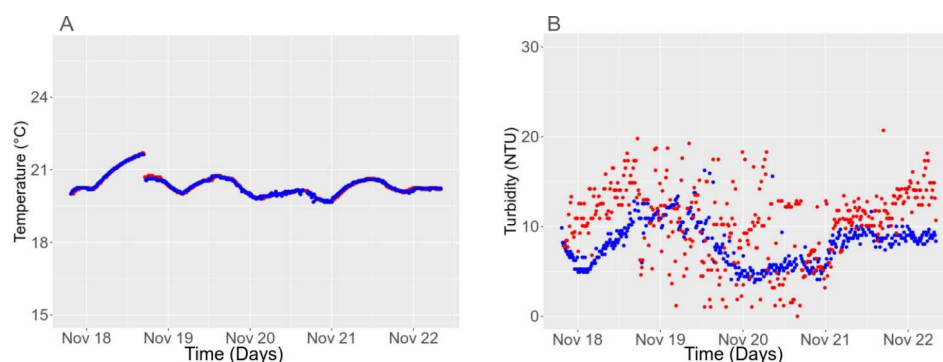 A
Temperature (°C)
24
21
18
15
Nov 18 Nov 19 Nov 20 Nov 21 Nov 22
Time (Days)
B
Turbidity (NTU)
30
20
10
0
Nov 18 Nov 19 Nov 20 Nov 21 Nov 22
Time (Days)